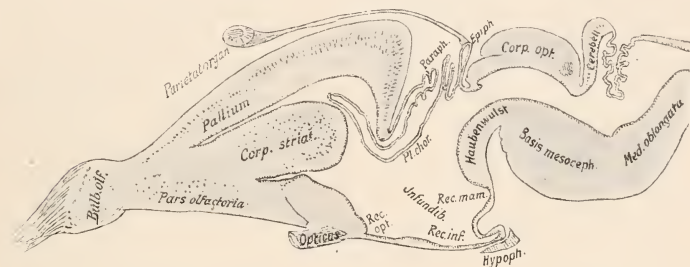 Parietalorgan
Pallium
Corp. striat.
Bulb. olf.
Pars olfactoria
Opticus
Rec. opt.
Paraph.
Epiph.
Pl. chor.
Corp. opt.
Cerebell.
Haubenwulst
Basis mesoceph.
Med. oblongata
Infundib.
Rec. mam.
Rec. inf.
Hypoph.